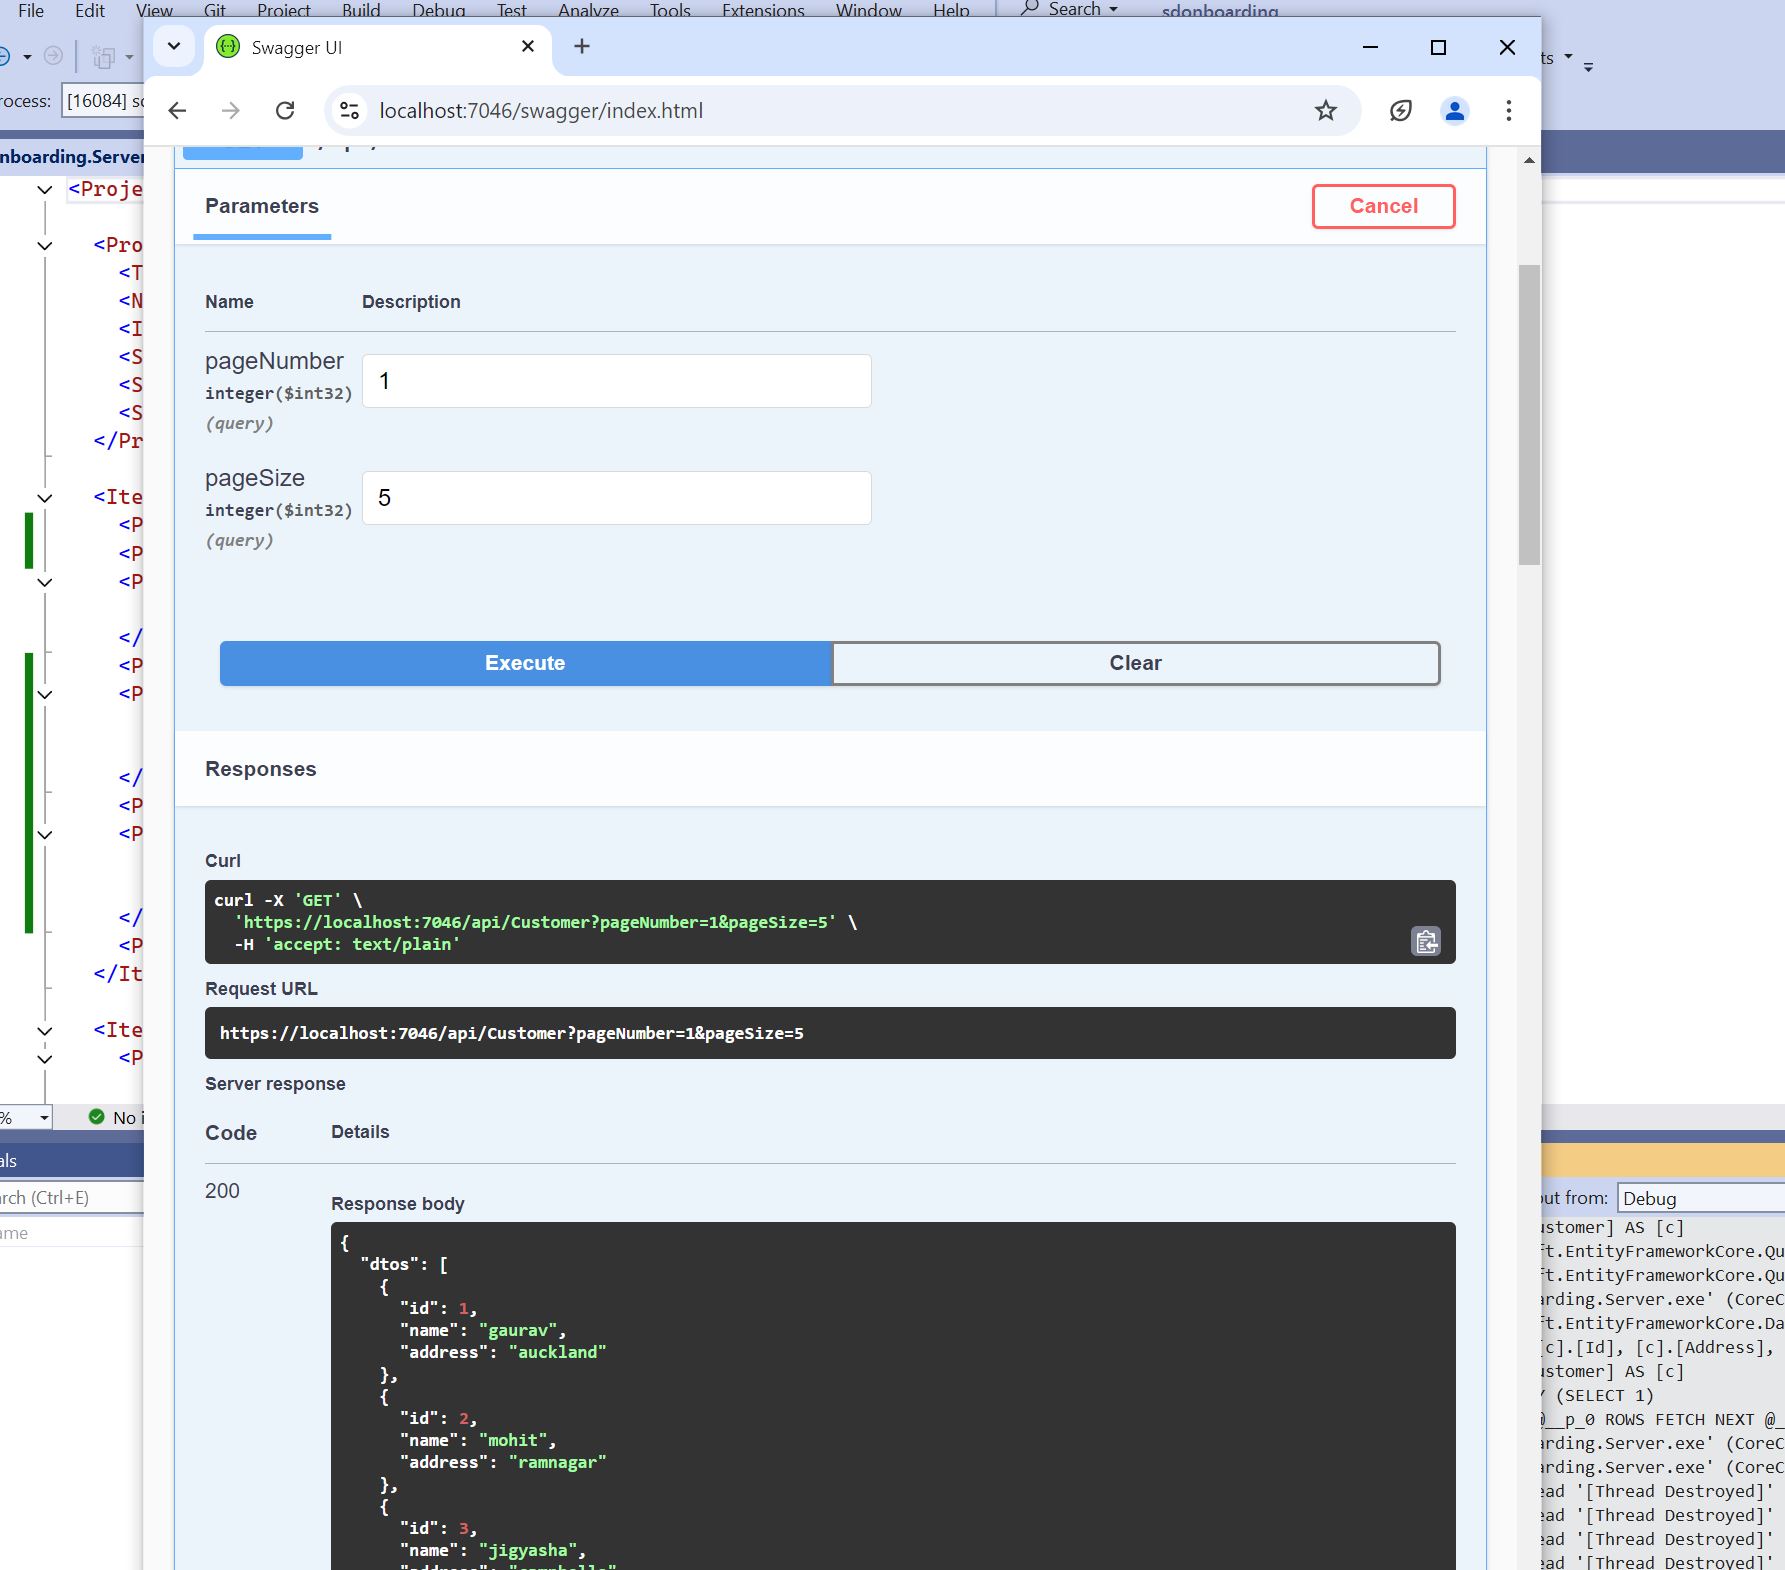 File Edit View Git Project Build Debug Test Analyze Tools Extensions Window Help Search sdonboarding
Swagger UI
localhost:7046/swagger/index.html
[16084]
Parameters
Cancel
Name Description
pageNumber
1
integer($int32)
(query)
pageSize
5
integer($int32)
(query)
Execute Clear
Responses
Curl
curl -X 'GET' \
'https://localhost:7046/api/Customer?pageNumber=1&pageSize=5' \
-H 'accept: text/plain'
Request URL
https://localhost:7046/api/Customer?pageNumber=1&pageSize=5
Server response
Code Details
200
Response body
{
"dtos": [
{
"id": 1,
"name": "gaurav",
"address": "auckland"
},
{
"id": 2,
"name": "mohit",
"address": "ramnagar"
},
{
"id": 3,
"name": "jigyasha",
ts
rocess:
nboarding.Server
<Proje
<Pro
<T
<N
<I
<S
<S
<S
</Pr
<Ite
<P
<P
<P
</
<P
<P
</
<P
<P
</
<P
</It
<Ite
<P
% No i
als
rch (Ctrl+E)
ame
ut from: Debug
ustomer] AS [c]
ft.EntityFrameworkCore.Qu
ft.EntityFrameworkCore.Qu
arding.Server.exe' (CoreC
ft.EntityFrameworkCore.Da
[c].[Id], [c].[Address],
ustomer] AS [c]
(SELECT 1)
@__p_0 ROWS FETCH NEXT @_
arding.Server.exe' (CoreC
arding.Server.exe' (CoreC
ead '[Thread Destroyed]'
ead '[Thread Destroyed]'
ead '[Thread Destroyed]'
ead '[Thread Destroyed]'